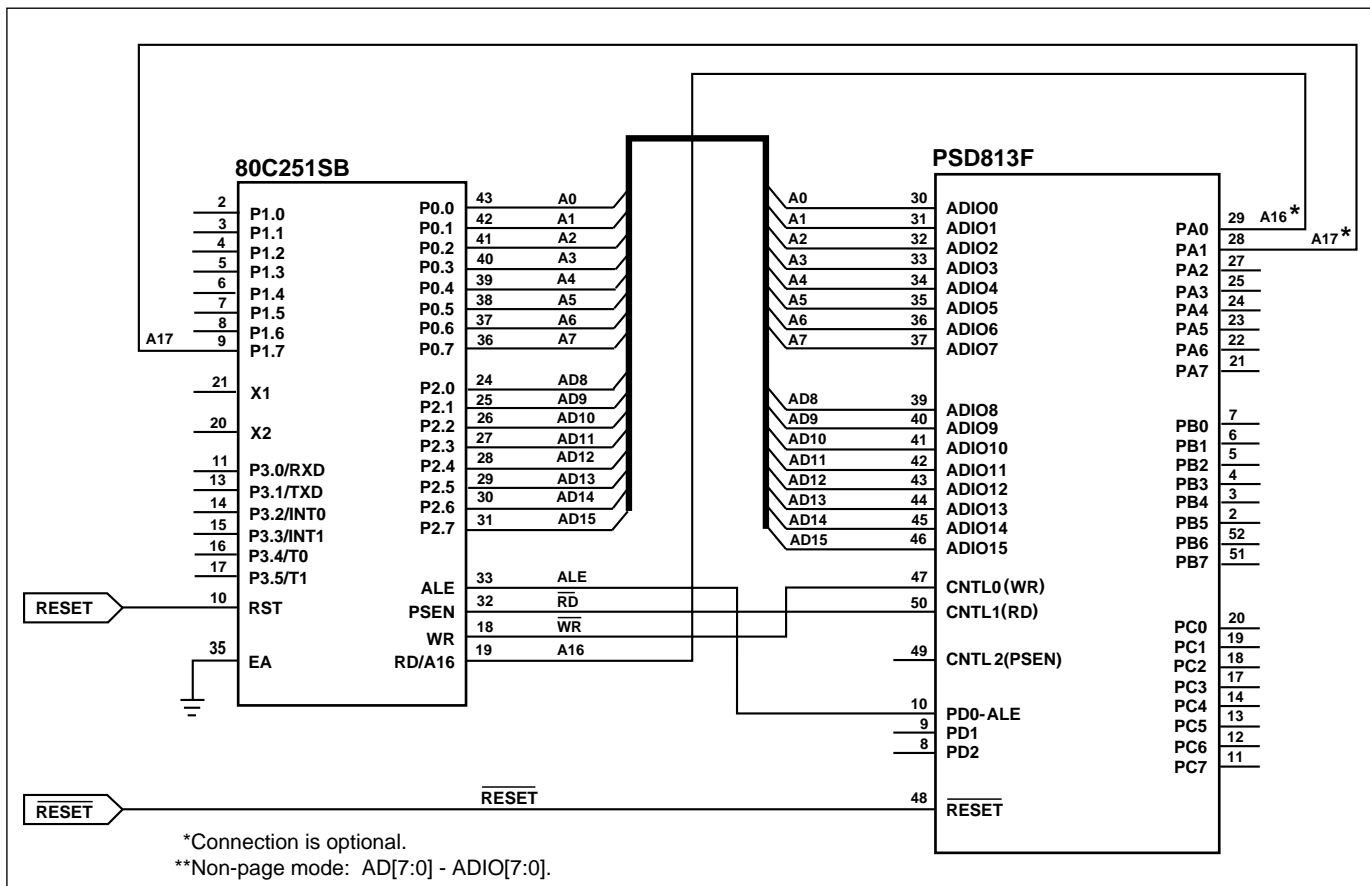 80C251SB
PSD813F
2 P1.0
3 P1.1
4 P1.2
5 P1.3
6 P1.4
7 P1.5
8 P1.6
A17 9 P1.7
21 X1
20 X2
11 P3.0/RXD
13 P3.1/TXD
14 P3.2/INT0
15 P3.3/INT1
16 P3.4/T0
17 P3.5/T1
RESET 10 RST
35 EA
P0.0 43 A0
P0.1 42 A1
P0.2 41 A2
P0.3 40 A3
P0.4 39 A4
P0.5 38 A5
P0.6 37 A6
P0.7 36 A7
P2.0 24 AD8
P2.1 25 AD9
P2.2 26 AD10
P2.3 27 AD11
P2.4 28 AD12
P2.5 29 AD13
P2.6 30 AD14
P2.7 31 AD15
ALE 33 ALE
PSEN 32 RD
WR 18 WR
RD/A16 19 A16
A0 30 ADIO0
A1 31 ADIO1
A2 32 ADIO2
A3 33 ADIO3
A4 34 ADIO4
A5 35 ADIO5
A6 36 ADIO6
A7 37 ADIO7
AD8 39 ADIO8
AD9 40 ADIO9
AD10 41 ADIO10
AD11 42 ADIO11
AD12 43 ADIO12
AD13 44 ADIO13
AD14 45 ADIO14
AD15 46 ADIO15
47 CNTL0(WR)
50 CNTL1(RD)
49 CNTL2(PSEN)
10 PD0-ALE
9 PD1
8 PD2
RESET RESET 48 RESET
PA0 29 A16*
PA1 28 A17*
PA2 27
PA3 25
PA4 24
PA5 23
PA6 22
PA7 21
PB0 7
PB1 6
PB2 5
PB3 4
PB4 3
PB5 2
PB6 52
PB7 51
PC0 20
PC1 19
PC2 18
PC3 17
PC4 14
PC5 13
PC6 12
PC7 11
*Connection is optional.
**Non-page mode: AD[7:0] - ADIO[7:0].